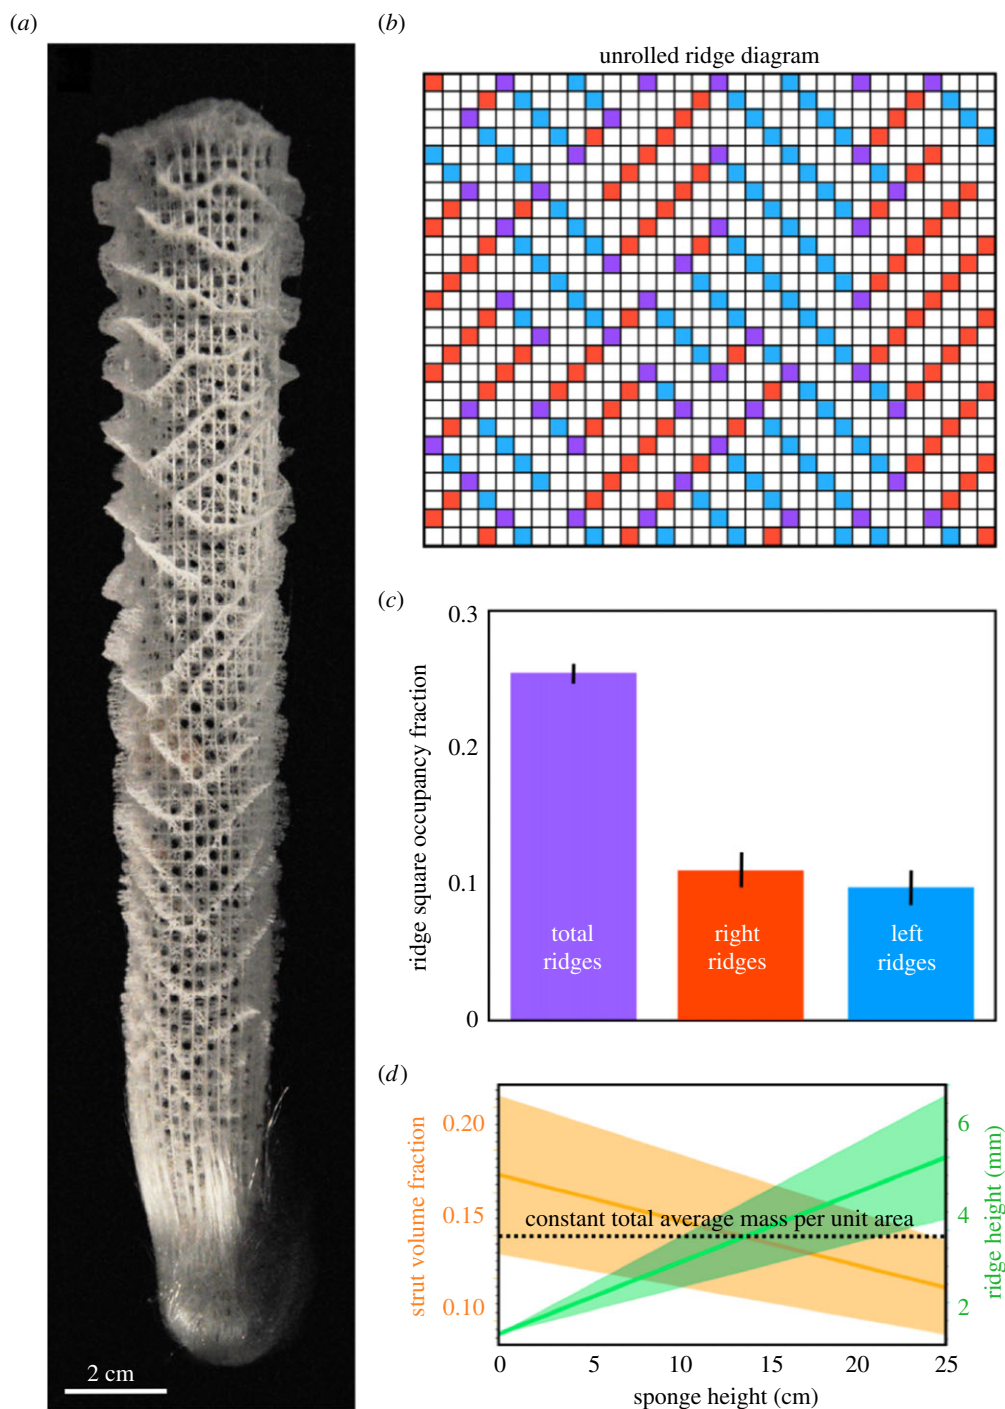 (a)
2 cm
(b)
unrolled ridge diagram
(c)
ridge square occupancy fraction
0.3
0.2
0.1
0
total
ridges
right
ridges
left
ridges
(d)
strut volume fraction
0.20
0.15
0.10
constant total average mass per unit area
6
4
2
ridge height (mm)
0
5
10
15
20
25
sponge height (cm)